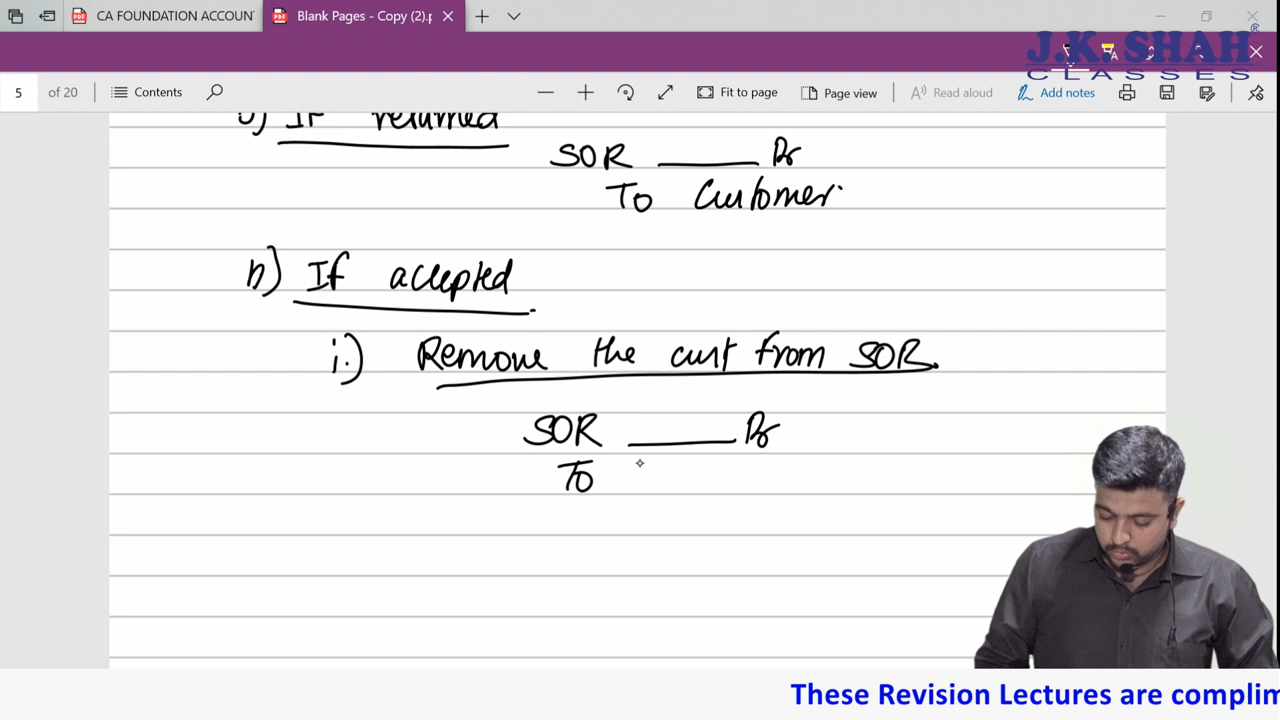 CA FOUNDATION ACCOUN
Blank Pages - Copy (2).p
J.K. SHAH®
CLASSES
5 of 20 Contents Fit to page Page view Read aloud Add notes
If returned
SOR ______ Dr
To Customer.
b) If accepted
i.) Remove the cust from SOR.
SOR ______ Dr
To
These Revision Lectures are complim